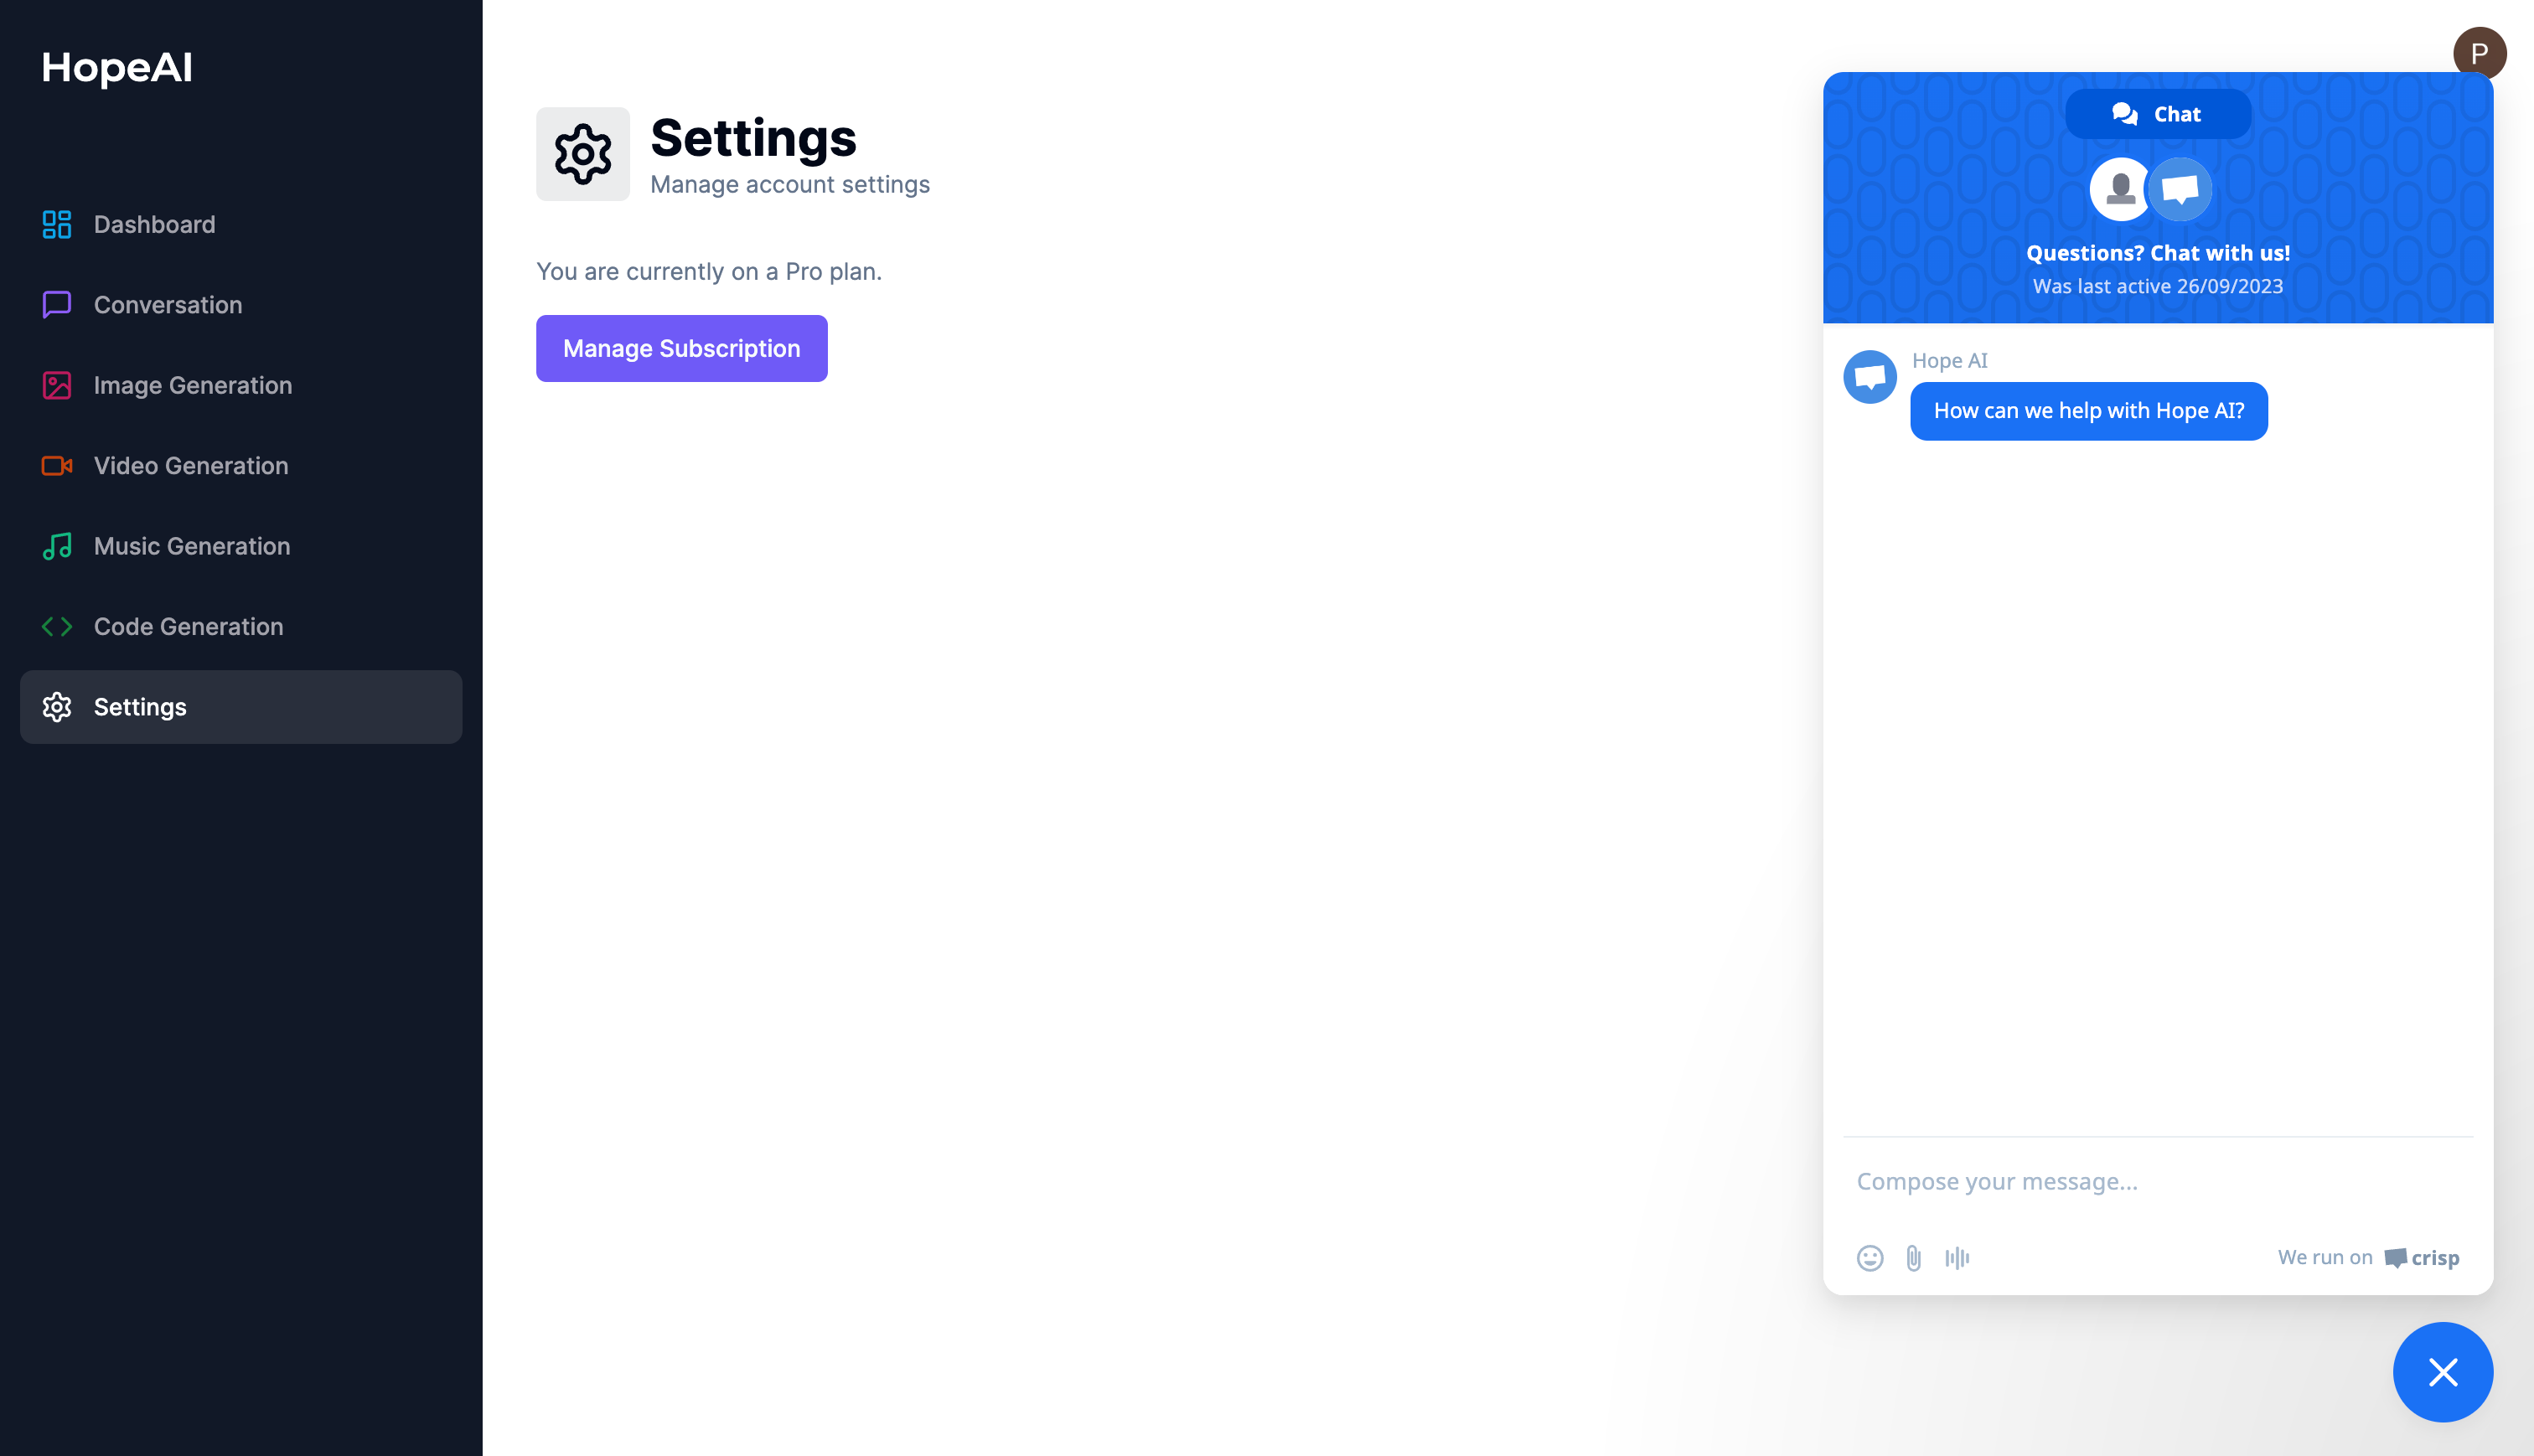 HopeAI
Dashboard
Conversation
Image Generation
Video Generation
Music Generation
Code Generation
Settings
Settings
Manage account settings
You are currently on a Pro plan.
Manage Subscription
P
Chat
Questions? Chat with us!
Was last active 26/09/2023
Hope AI
How can we help with Hope AI?
Compose your message...
We run on crisp